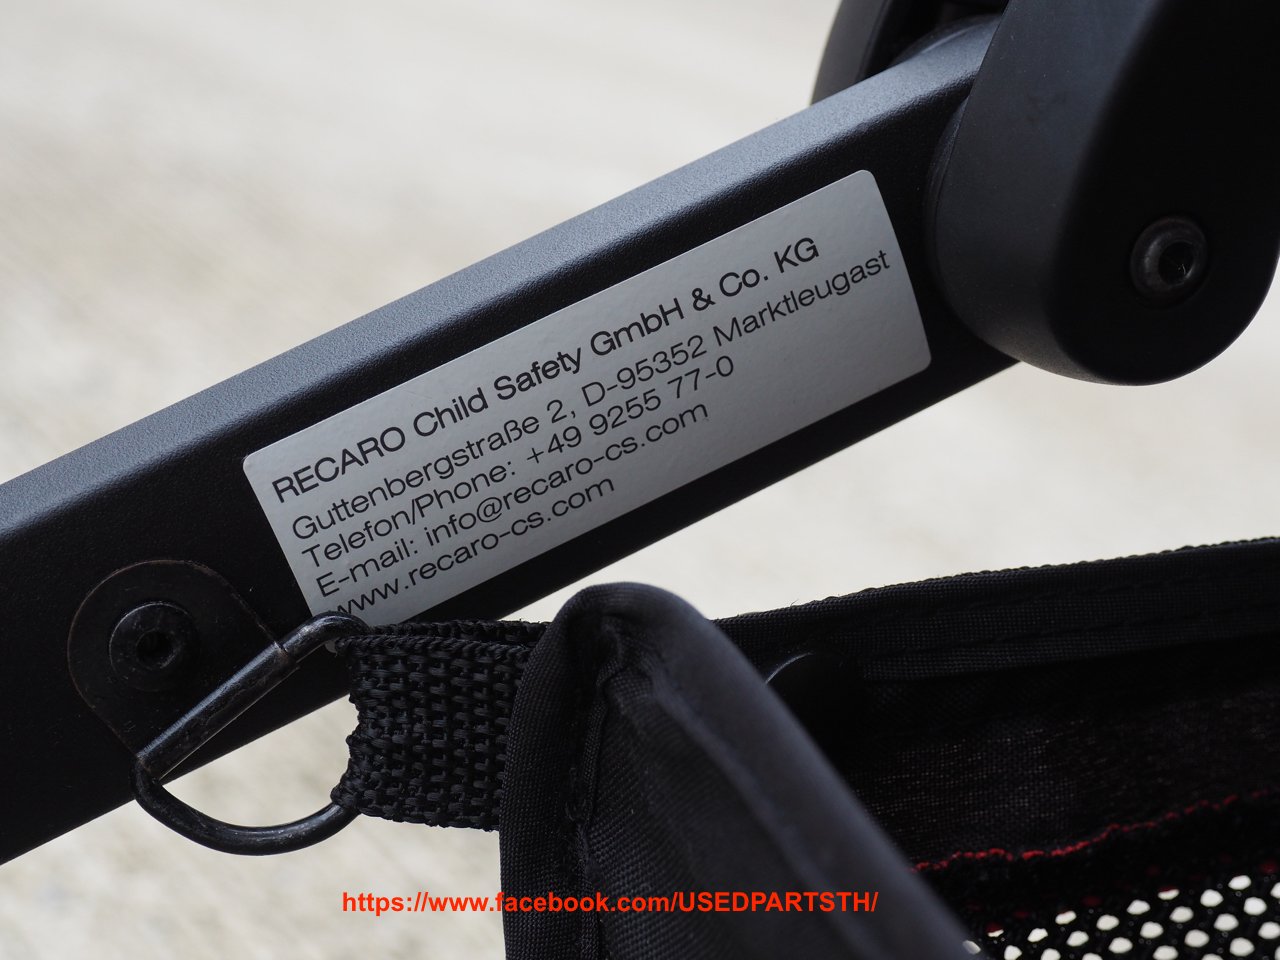 RECARO Child Safety GmbH & Co. KG
Guttenbergstraße 2, D-95352 Marktleugast
Telefon/Phone: +49 9255 77-0
E-mail: info@recaro-cs.com
www.recaro-cs.com
https://www.facebook.com/USEDPARTSTH/